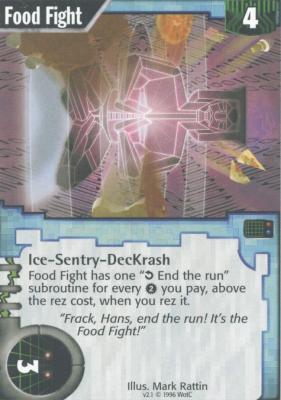 Food Fight
4
Ice-Sentry-DecKrash
Food Fight has one "➲ End the run"
subroutine for every ❷ you pay, above
the rez cost, when you rez it.
"Frack, Hans, end the run! It's the
Food Fight!"
3
Illus. Mark Rattin
v2.1 © 1996 WotC